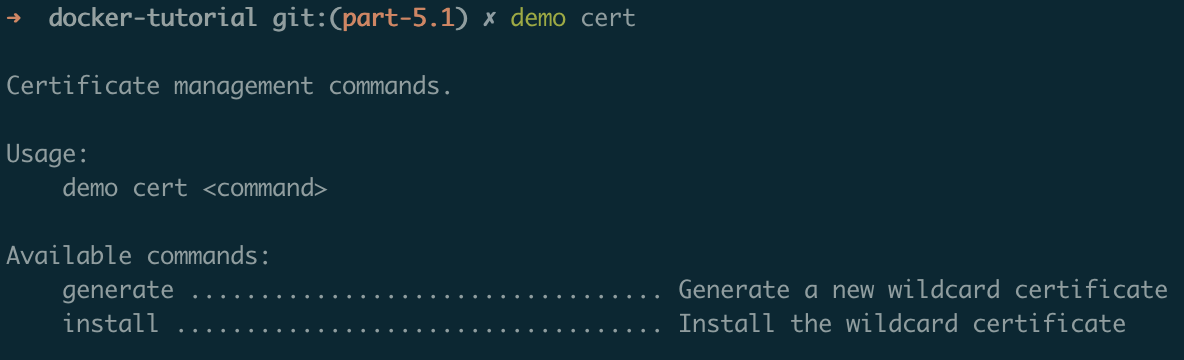 ➜  docker-tutorial git:(part-5.1) ✗ demo cert
Certificate management commands.
Usage:
    demo cert <command>
Available commands:
    generate .................................. Generate a new wildcard certificate
    install ................................... Install the wildcard certificate